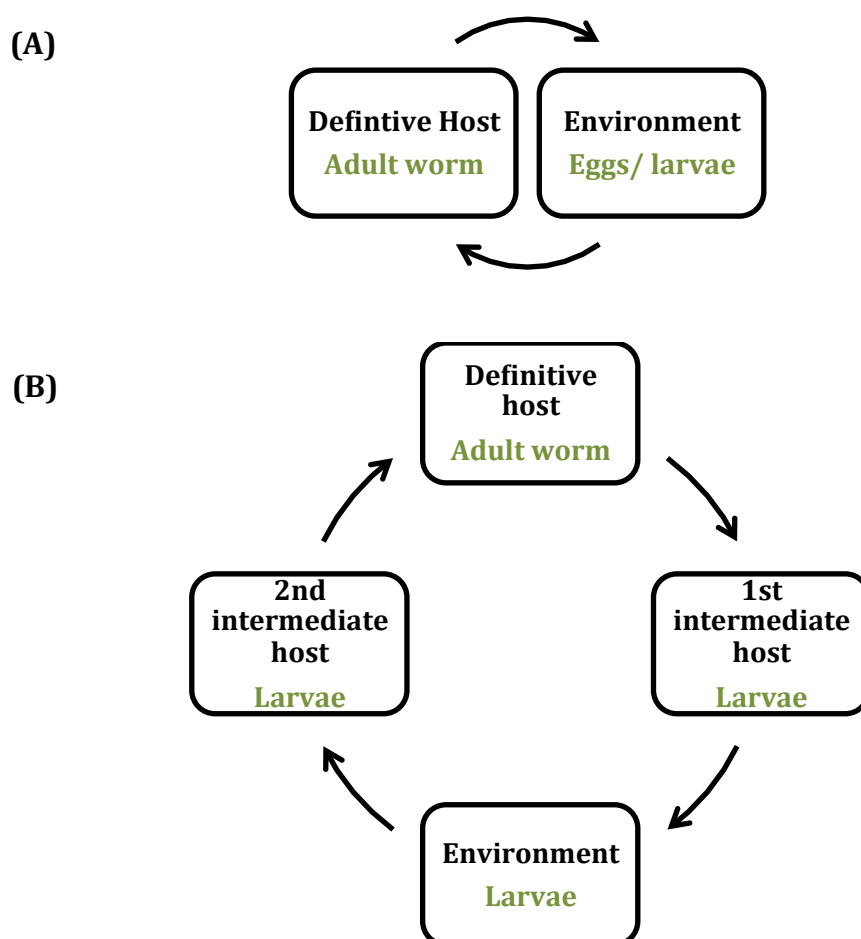 (A)
Defintive Host
Adult worm
Environment
Eggs/ larvae
(B)
Definitive
host
Adult worm
2nd
intermediate
host
Larvae
1st
intermediate
host
Larvae
Environment
Larvae